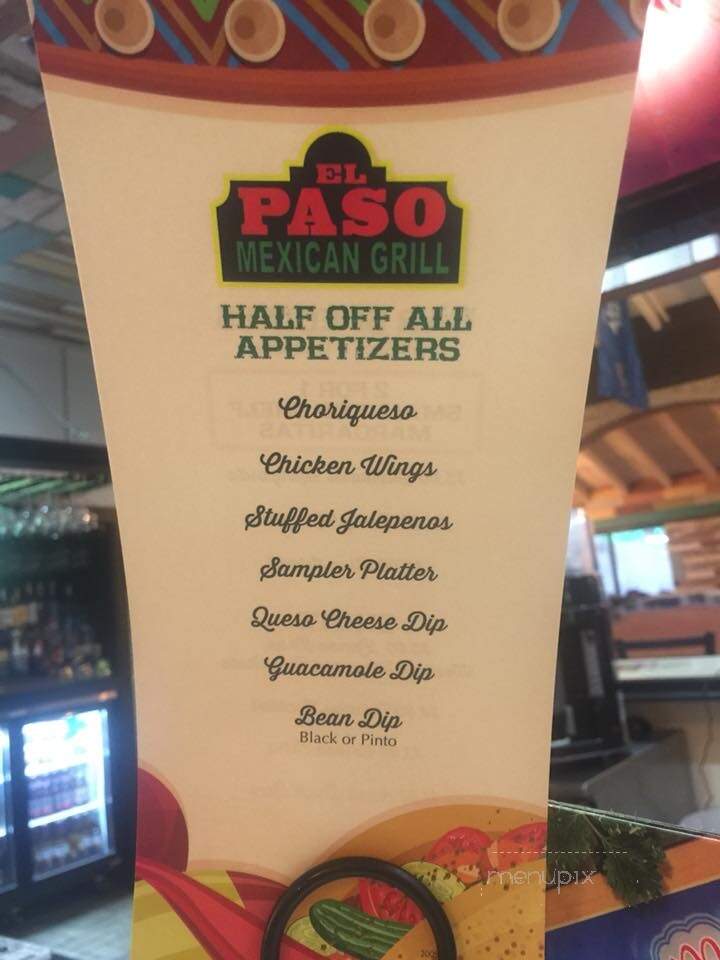 EL
PASO
MEXICAN GRILL
HALF OFF ALL
APPETIZERS
Choriqueso
Chicken Wings
Stuffed Jalepenos
Sampler Platter
Queso Cheese Dip
Guacamole Dip
Bean Dip
Black or Pinto
menupix